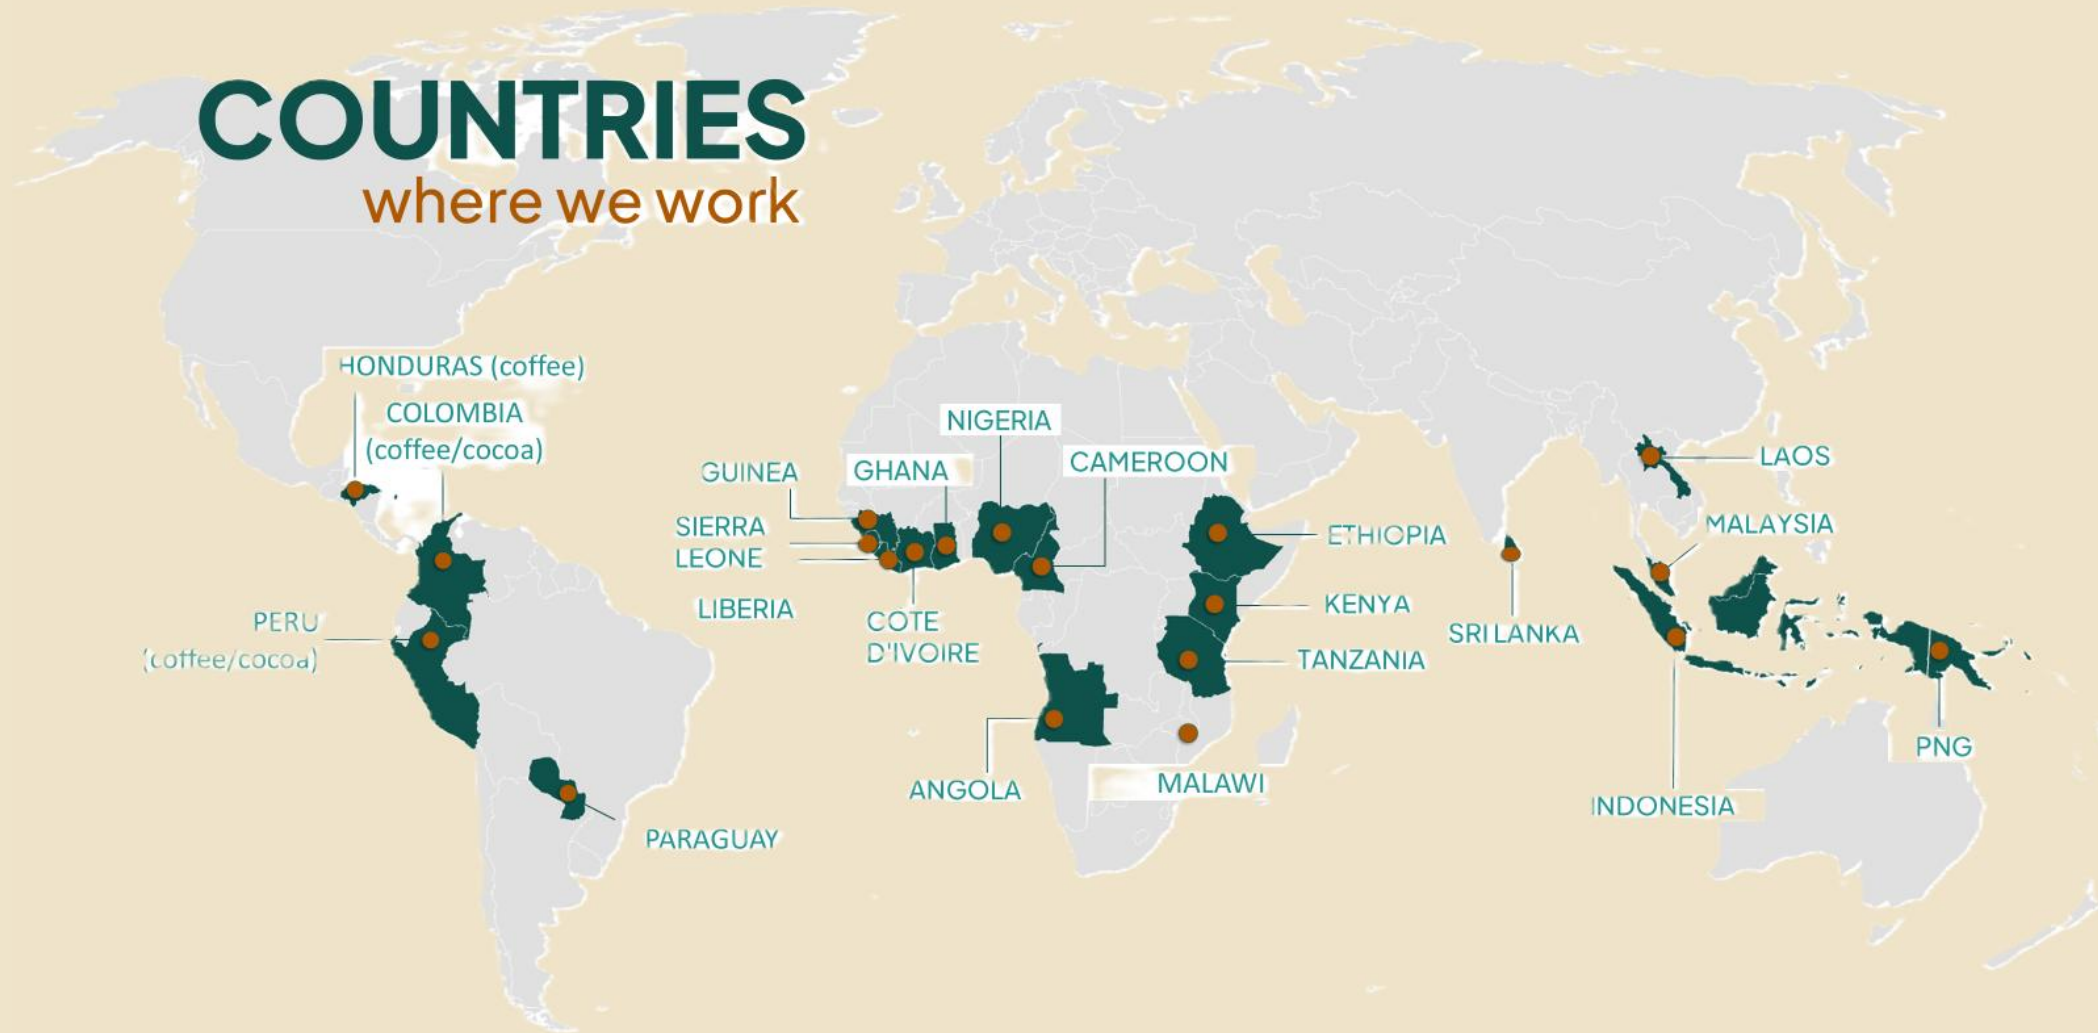 COUNTRIES
where we work
HONDURAS (coffee)
COLOMBIA
(coffee/cocoa)
NIGERIA
GUINEA
GHANA
CAMEROON
LAOS
SIERRA
LEONE
MALAYSIA
ETHIOPIA
LIBERIA
COTE
D'IVOIRE
KENYA
PERU
(coffee/cocoa)
SRI LANKA
TANZANIA
PNG
ANGOLA
MALAWI
INDONESIA
PARAGUAY